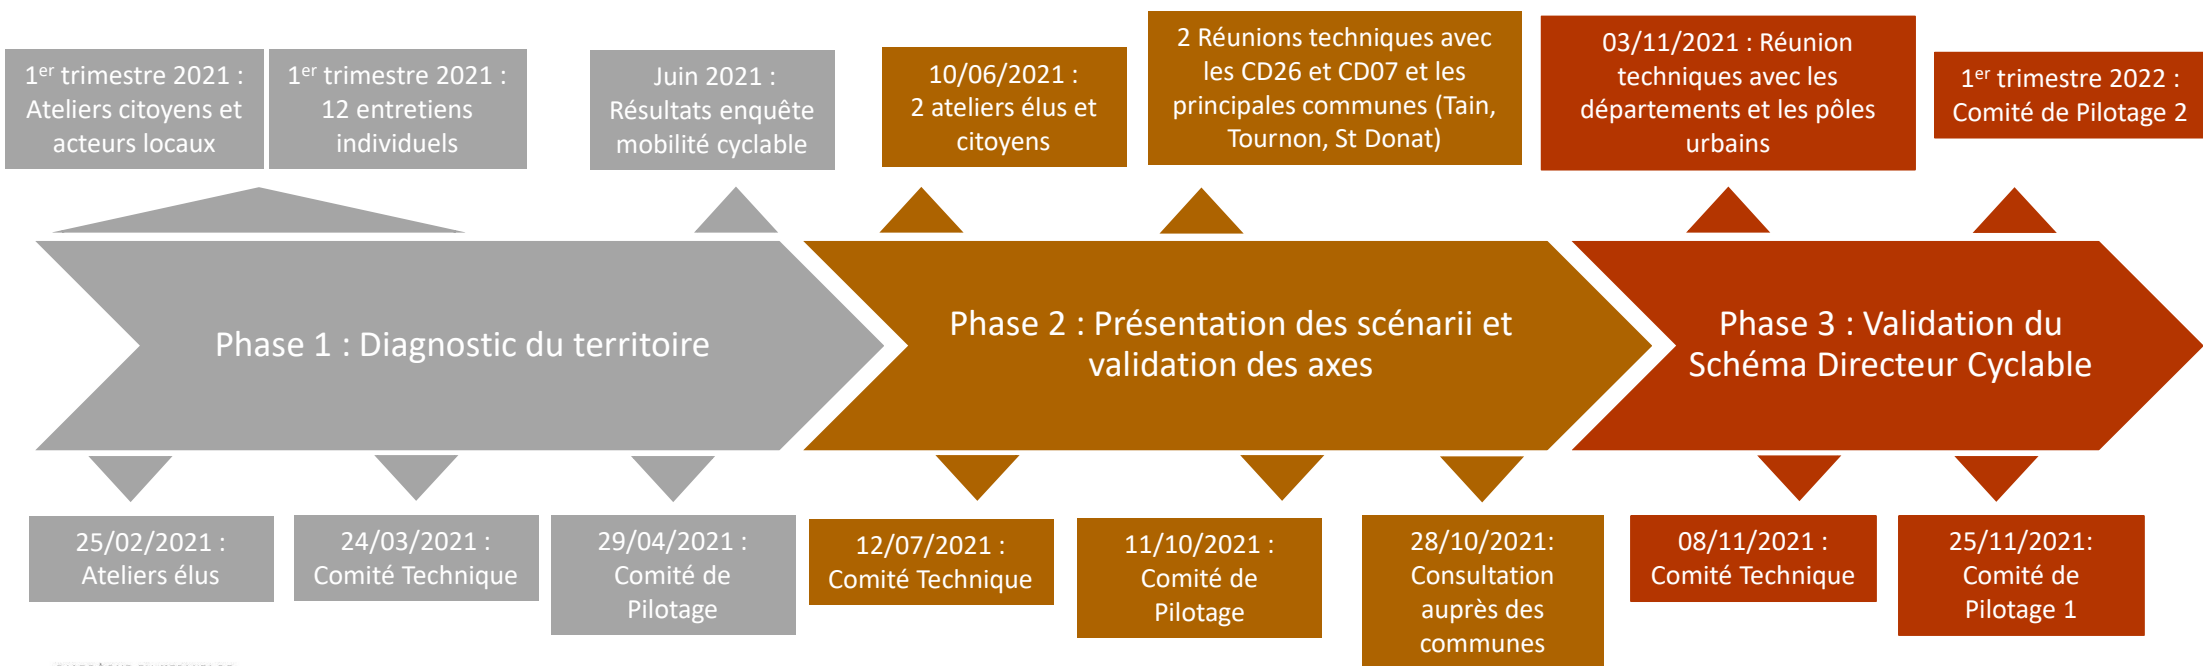 1er trimestre 2021 :
Ateliers citoyens et
acteurs locaux
1er trimestre 2021 :
12 entretiens
individuels
Juin 2021 :
Résultats enquête
mobilité cyclable
10/06/2021 :
2 ateliers élus et
citoyens
2 Réunions techniques avec
les CD26 et CD07 et les
principales communes (Tain,
Tournon, St Donat)
03/11/2021 : Réunion
techniques avec les
départements et les pôles
urbains
1er trimestre 2022 :
Comité de Pilotage 2
Phase 1 : Diagnostic du territoire
Phase 2 : Présentation des scénarii et
validation des axes
Phase 3 : Validation du
Schéma Directeur Cyclable
25/02/2021 :
Ateliers élus
24/03/2021 :
Comité Technique
29/04/2021 :
Comité de
Pilotage
12/07/2021 :
Comité Technique
11/10/2021 :
Comité de
Pilotage
28/10/2021:
Consultation
auprès des
communes
08/11/2021 :
Comité Technique
25/11/2021:
Comité de
Pilotage 1